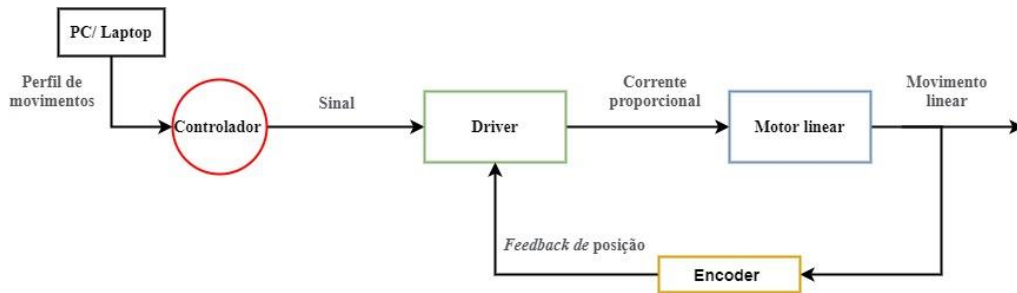 PC/ Laptop
Perfil de
movimentos
Controlador
Sinal
Driver
Corrente
proporcional
Motor linear
Movimento
linear
Feedback de posição
Encoder